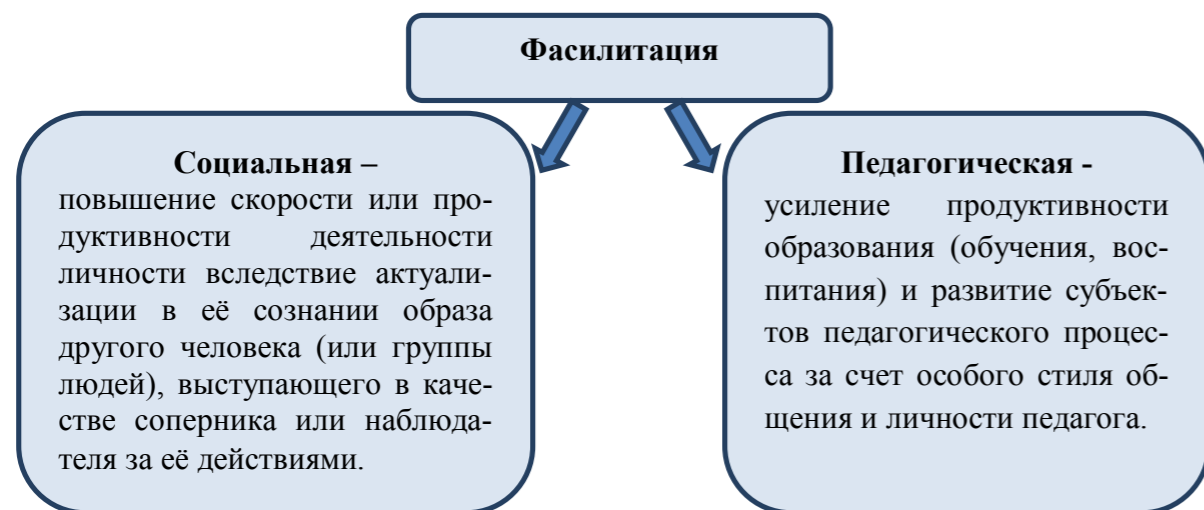 Фасилитация
Социальная –
повышение скорости или про-
дуктивности деятельности
личности вследствие актуали-
зации в её сознании образа
другого человека (или группы
людей), выступающего в каче-
стве соперника или наблюда-
теля за её действиями.
Педагогическая -
усиление продуктивности
образования (обучения, вос-
питания) и развитие субъек-
тов педагогического процес-
са за счет особого стиля об-
щения и личности педагога.